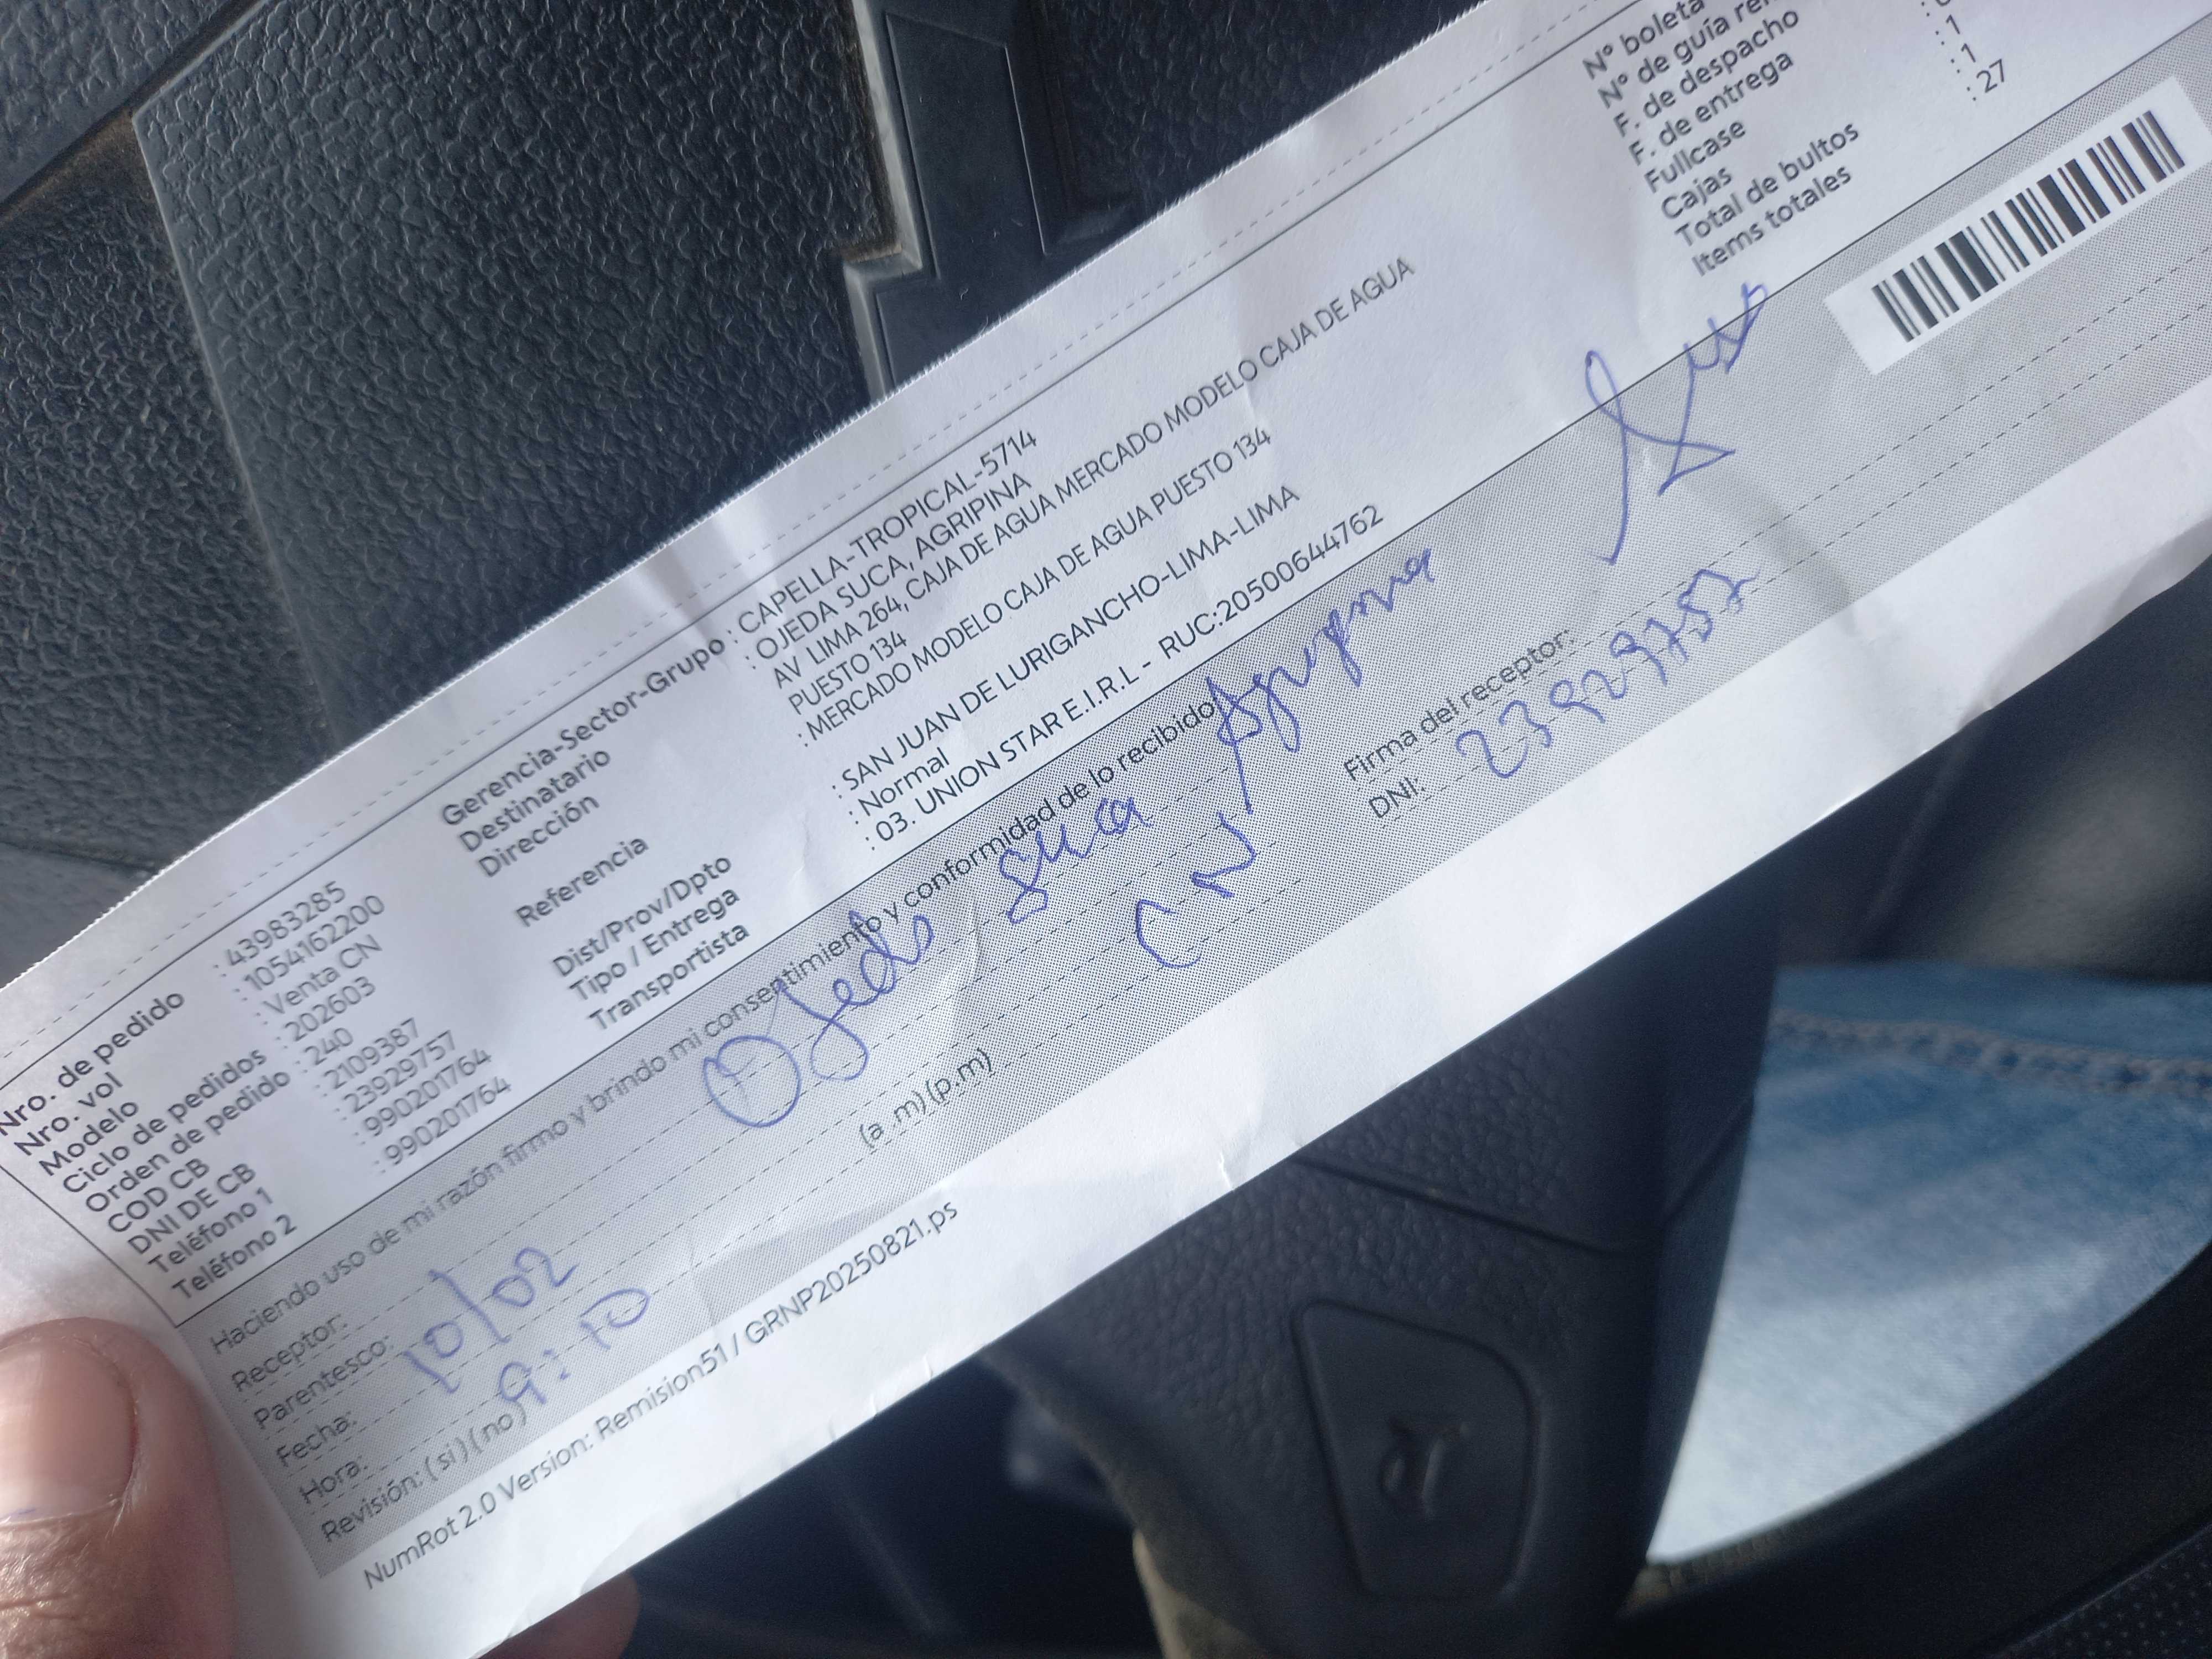 Nro. de pedido : 43983285
Nro. vol : 1054162200
Modelo : Venta CN
Ciclo de pedidos : 202603
Orden de pedido : 240
COD CB : 2109387
DNI DE CB : 23929757
Teléfono 1 : 990201764
Teléfono 2 : 990201764
Gerencia-Sector-Grupo : CAPELLA-TROPICAL-5714
Destinatario : OJEDA SUCA, AGRIPINA
Dirección AV LIMA 264, CAJA DE AGUA MERCADO MODELO CAJA DE AGUA
PUESTO 134
Referencia : MERCADO MODELO CAJA DE AGUA PUESTO 134
Dist/Prov/Dpto : SAN JUAN DE LURIGANCHO-LIMA-LIMA
Tipo / Entrega : Normal
Transportista : 03. UNION STAR E.I.R.L - RUC:20500644762
N° boleta
N° de guía
F. de despacho
F. de entrega
Fullcase
Cajas : 1
Total de bultos : 1
Items totales : 27
Haciendo uso de mi razón firmo y brindo mi consentimiento y conformidad de lo recibido
Receptor: Ojeda Suca Agripina
Parentesco: C N
Fecha: 10/02
Hora: 9:10 (a.m) (p.m)
Revisión: (si) (no)
Firma del receptor:
DNI: 23929757
NumRot 2.0 Version: Remision51 / GRNP20250821.ps